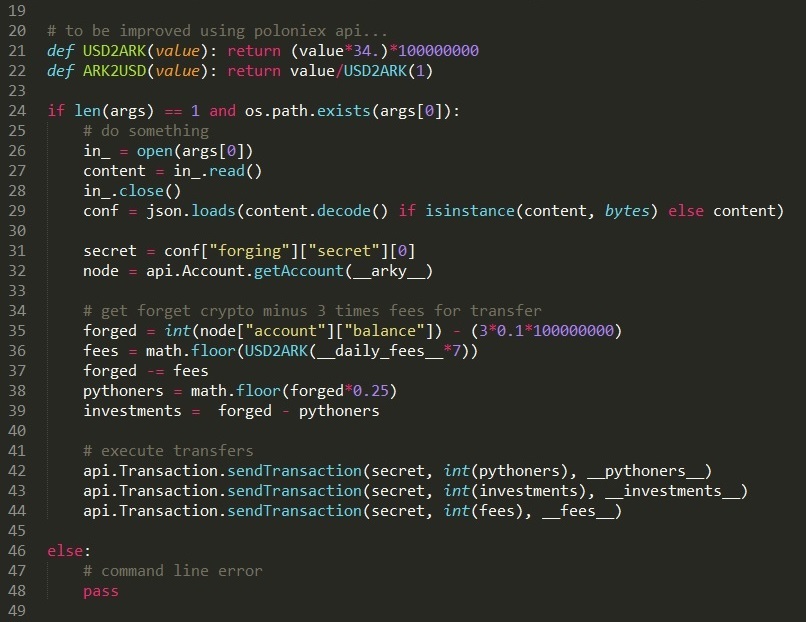 19
20 # to be improved using poloniex api...
21 def USD2ARK(value): return (value*34.)*100000000
22 def ARK2USD(value): return value/USD2ARK(1)
23
24 if len(args) == 1 and os.path.exists(args[0]):
25     # do something
26     in_ = open(args[0])
27     content = in_.read()
28     in_.close()
29     conf = json.loads(content.decode() if isinstance(content, bytes) else content)
30
31     secret = conf["forging"]["secret"][0]
32     node = api.Account.getAccount(__arky__)
33
34     # get forget crypto minus 3 times fees for transfer
35     forged = int(node["account"]["balance"]) - (3*0.1*100000000)
36     fees = math.floor(USD2ARK(__daily_fees__*7))
37     forged -= fees
38     pythoners = math.floor(forged*0.25)
39     investments =  forged - pythoners
40
41     # execute transfers
42     api.Transaction.sendTransaction(secret, int(pythoners), __pythoners__)
43     api.Transaction.sendTransaction(secret, int(investments), __investments__)
44     api.Transaction.sendTransaction(secret, int(fees), __fees__)
45
46 else:
47     # command line error
48     pass
49